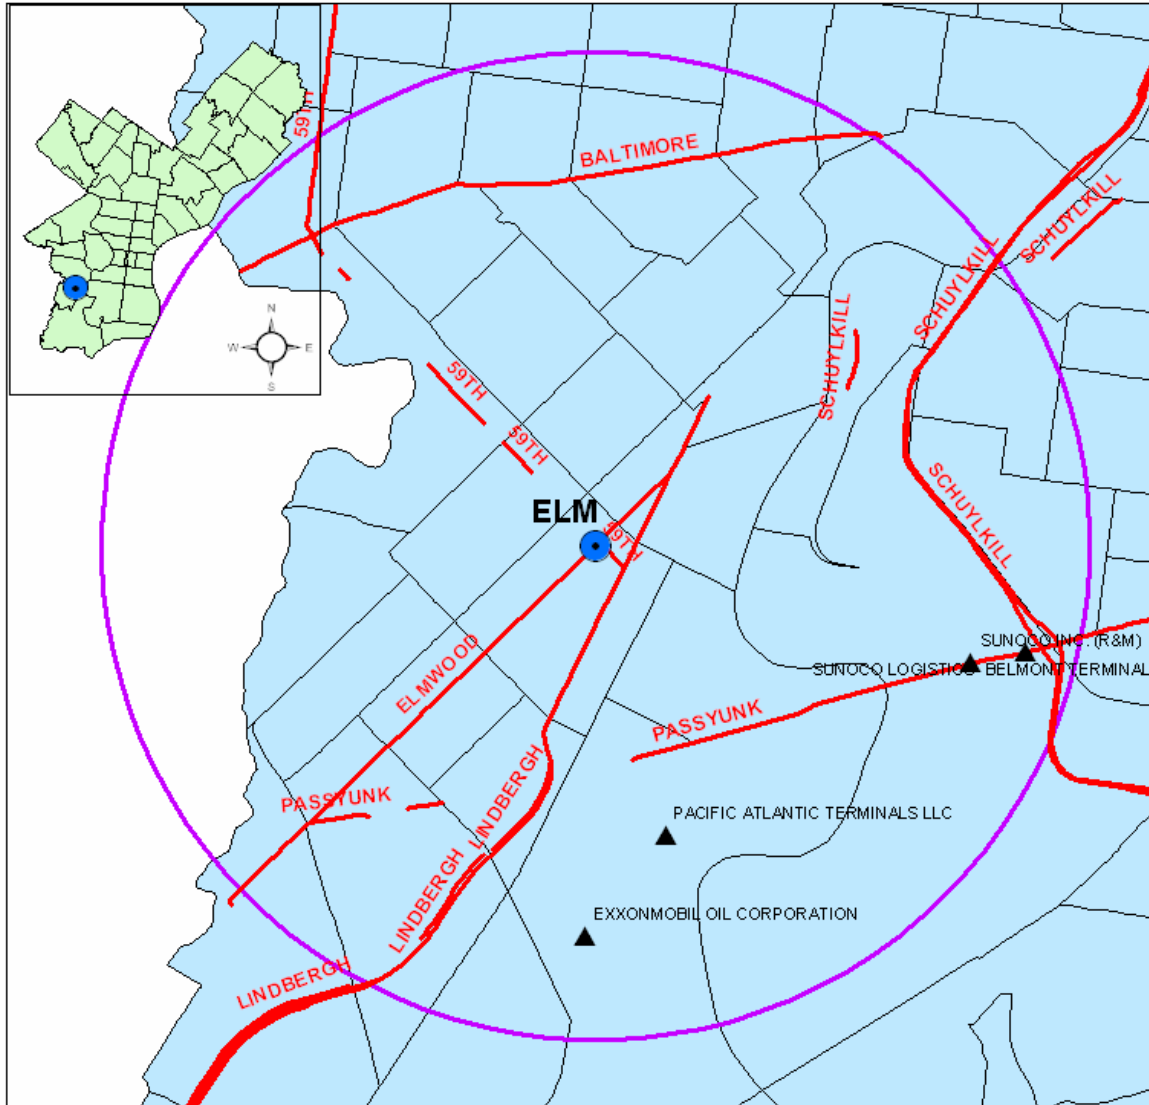 59TH
BALTIMORE
SCHUYLKILL
SCHUYLKILL
N
W E
S
SCHUYLKILL
59TH
59TH
SCHUYLKILL
ELM
59TH
SUNOCO INC. (R&M)
SUNOCO LOGISTICS- BELMONT TERMINAL
ELMWOOD
PASSYUNK
PASSYUNK
LINDBERGH
PACIFIC ATLANTIC TERMINALS LLC
LINDBERGH
EXXONMOBIL OIL CORPORATION
LINDBERGH